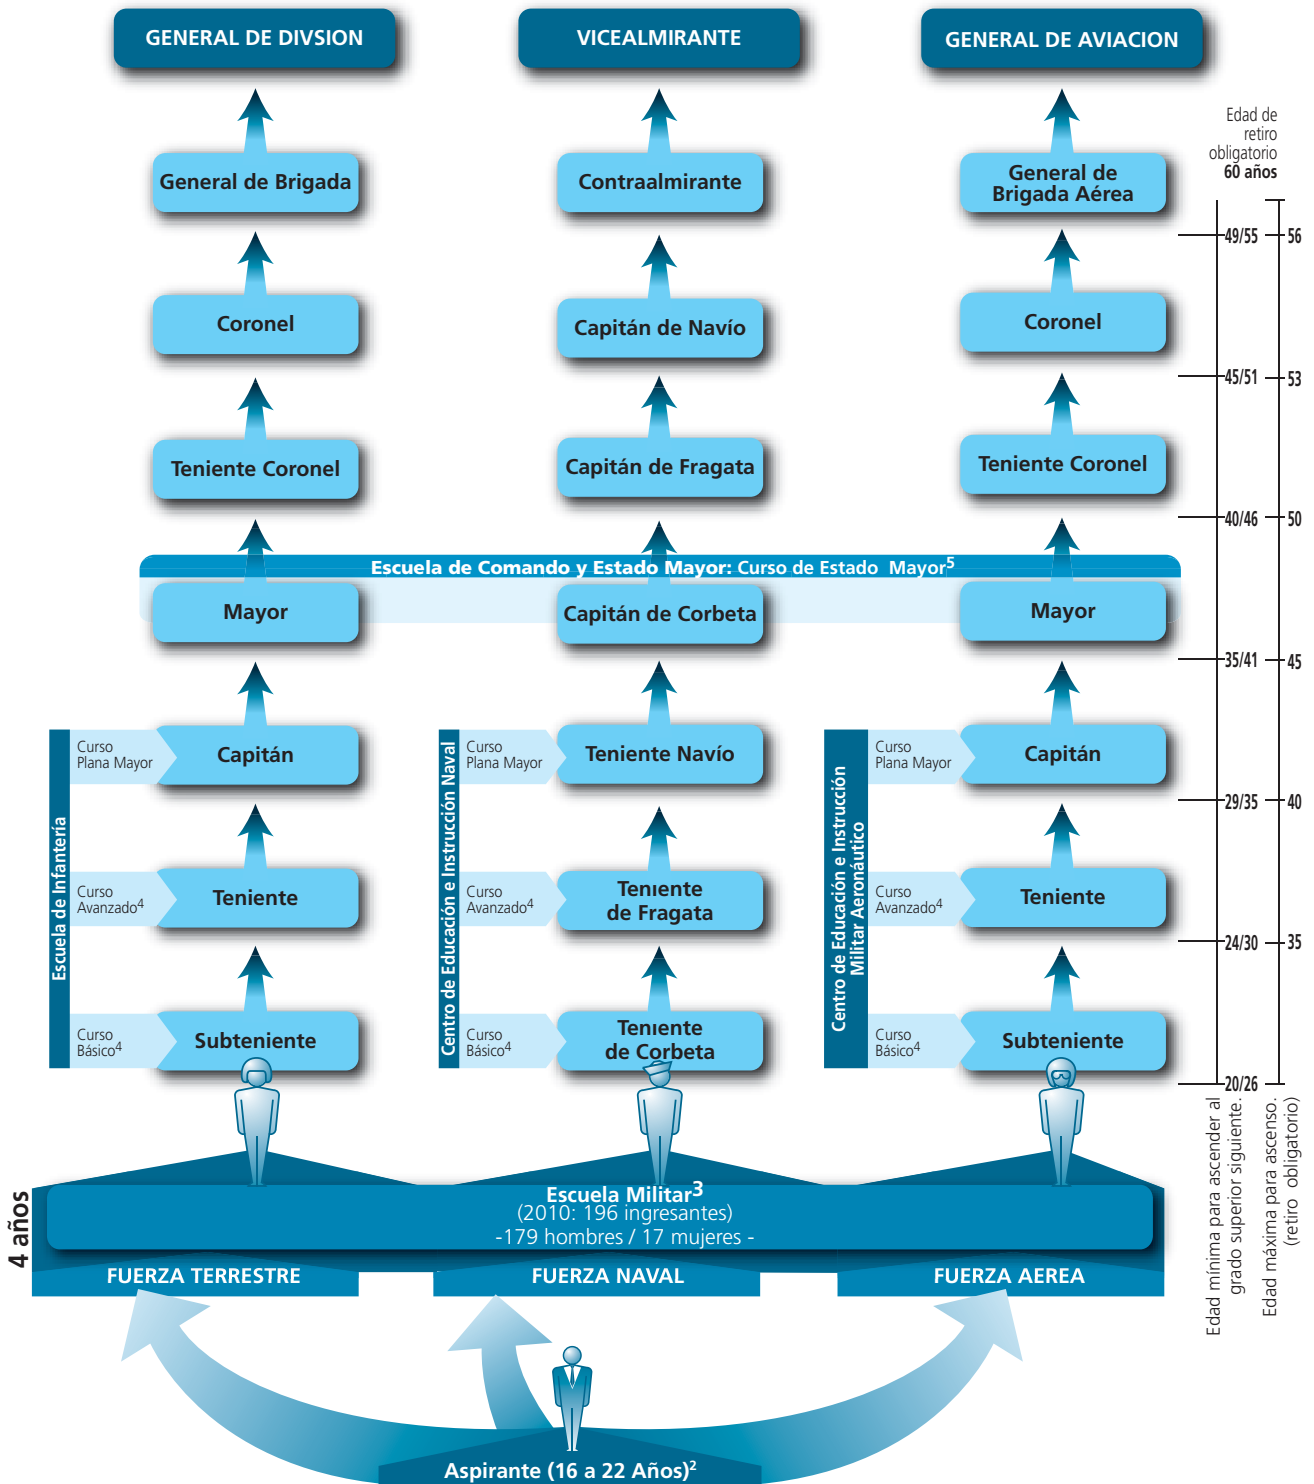 GENERAL DE DIVSION
VICEALMIRANTE
GENERAL DE AVIACION
Edad de
retiro
obligatorio
60 años
General de Brigada
Contraalmirante
General de
Brigada Aérea
49/55
56
Coronel
Capitán de Navío
Coronel
45/51
53
Teniente Coronel
Capitán de Fragata
Teniente Coronel
40/46
50
Escuela de Comando y Estado Mayor: Curso de Estado Mayor5
Mayor
Capitán de Corbeta
Mayor
35/41
45
Escuela de Infantería
Curso
Plana Mayor
Capitán
Centro de Educación e Instrucción Naval
Curso
Plana Mayor
Teniente Navío
Centro de Educación e Instrucción
Militar Aeronáutico
Curso
Plana Mayor
Capitán
29/35
40
Curso
Avanzado4
Teniente
Curso
Avanzado4
Teniente
de Fragata
Curso
Avanzado4
Teniente
24/30
35
Curso
Básico4
Subteniente
Curso
Básico4
Teniente
de Corbeta
Curso
Básico4
Subteniente
20/26
Edad mínima para ascender al
grado superior siguiente.
Edad máxima para ascenso.
(retiro obligatorio)
4 años
Escuela Militar3
(2010: 196 ingresantes)
-179 hombres / 17 mujeres -
FUERZA TERRESTRE
FUERZA NAVAL
FUERZA AEREA
Aspirante (16 a 22 Años)2